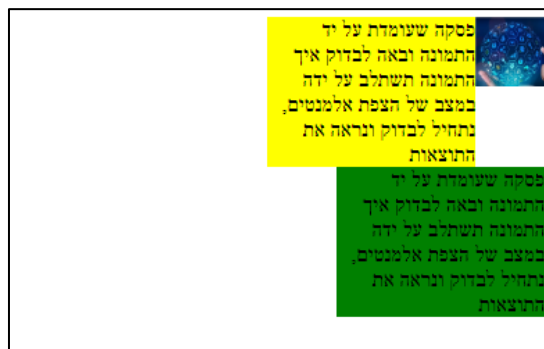 פסקה שעומדת על יד
התמונה ובאה לבדוק איך
התמונה תשתלב על ידה
במצב של הצפת אלמנטים,
נתחיל לבדוק ונראה את
התוצאות
פסקה שעומדת על יד
התמונה ובאה לבדוק איך
התמונה תשתלב על ידה
במצב של הצפת אלמנטים,
נתחיל לבדוק ונראה את
התוצאות